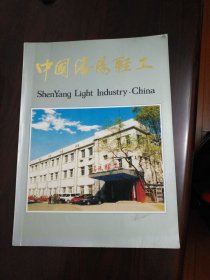 中国沈阳轻工
ShenYang Light Industry·China